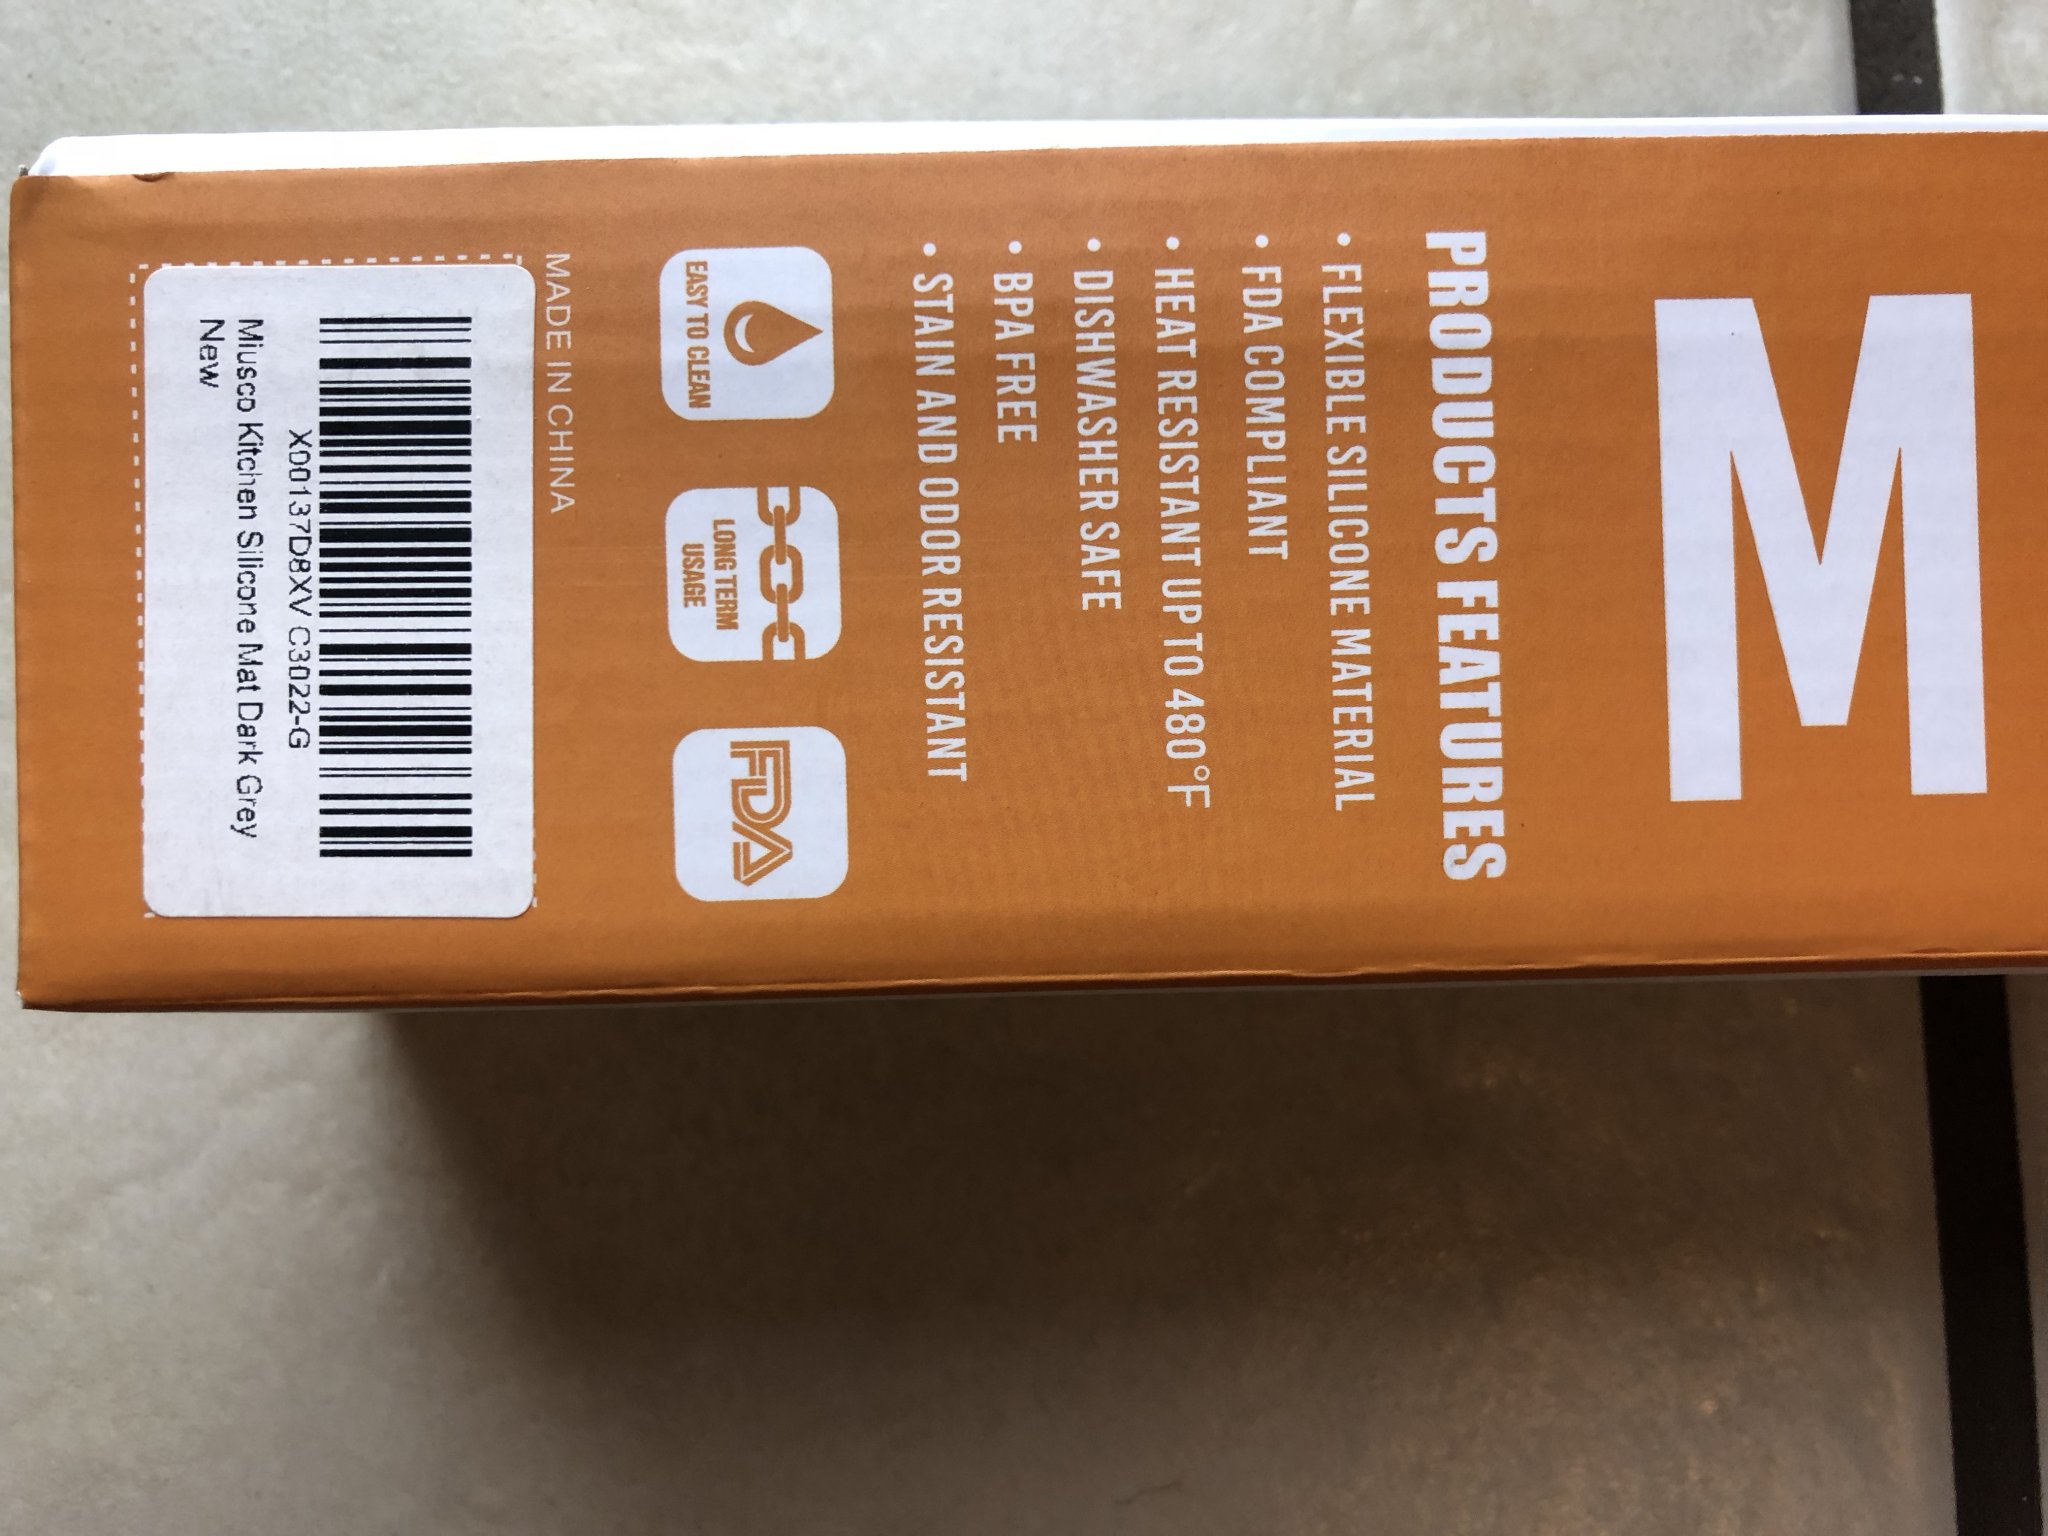 M
PRODUCTS FEATURES
• FLEXIBLE SILICONE MATERIAL
• FDA COMPLIANT
• HEAT RESISTANT UP TO 480°F
• DISHWASHER SAFE
• BPA FREE
• STAIN AND ODOR RESISTANT
EASY TO CLEAN
LONG TERM
USAGE
FDA
MADE IN CHINA
X00137D8XV C3022-G
Miusco Kitchen Silicone Mat Dark Grey
New